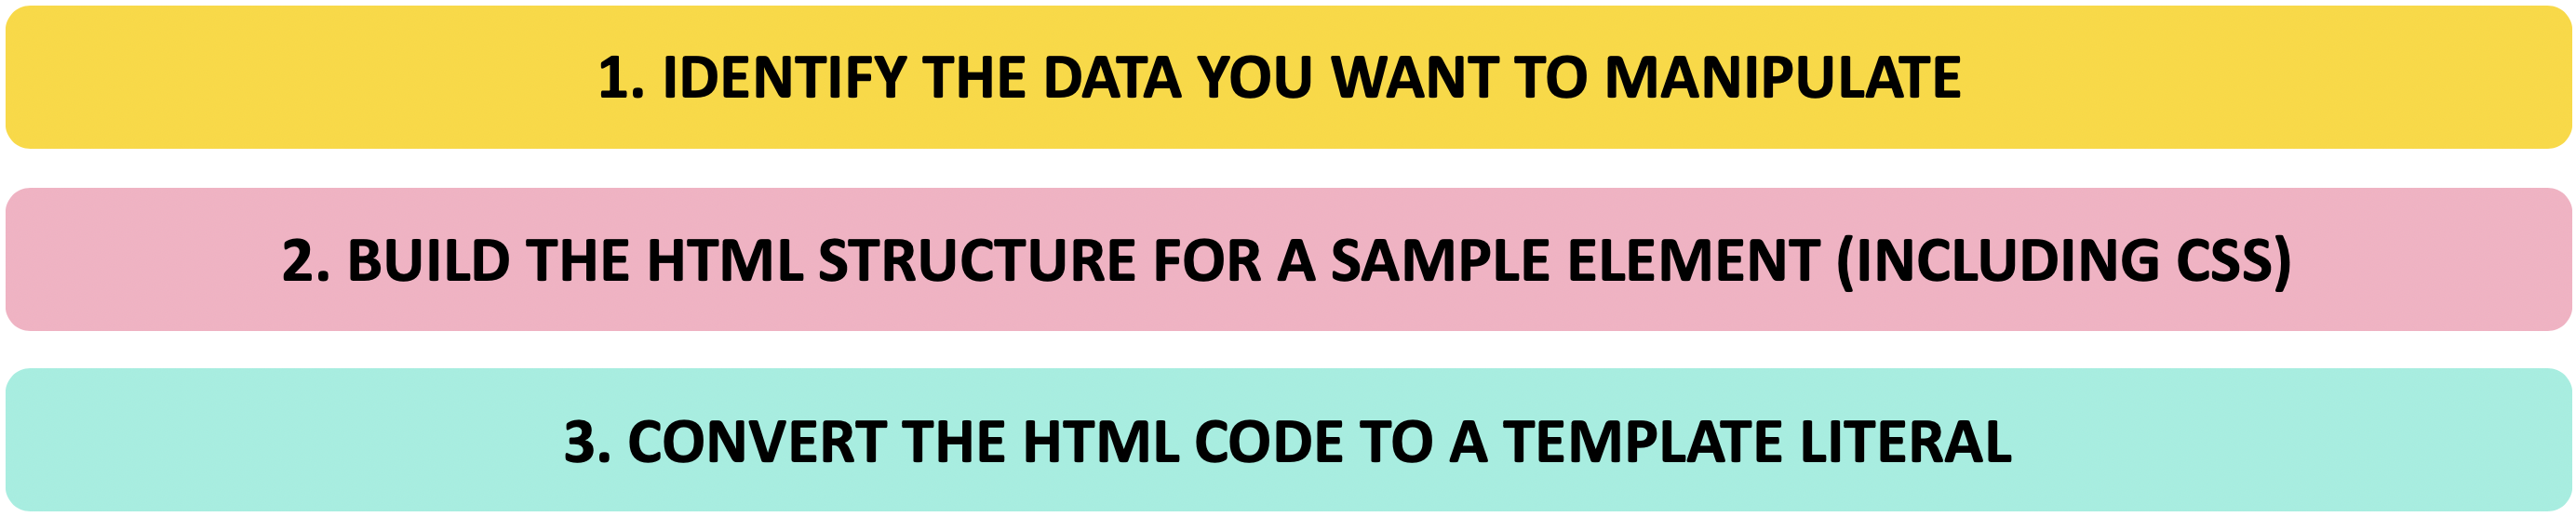 1. IDENTIFY THE DATA YOU WANT TO MANIPULATE
2. BUILD THE HTML STRUCTURE FOR A SAMPLE ELEMENT (INCLUDING CSS)
3. CONVERT THE HTML CODE TO A TEMPLATE LITERAL